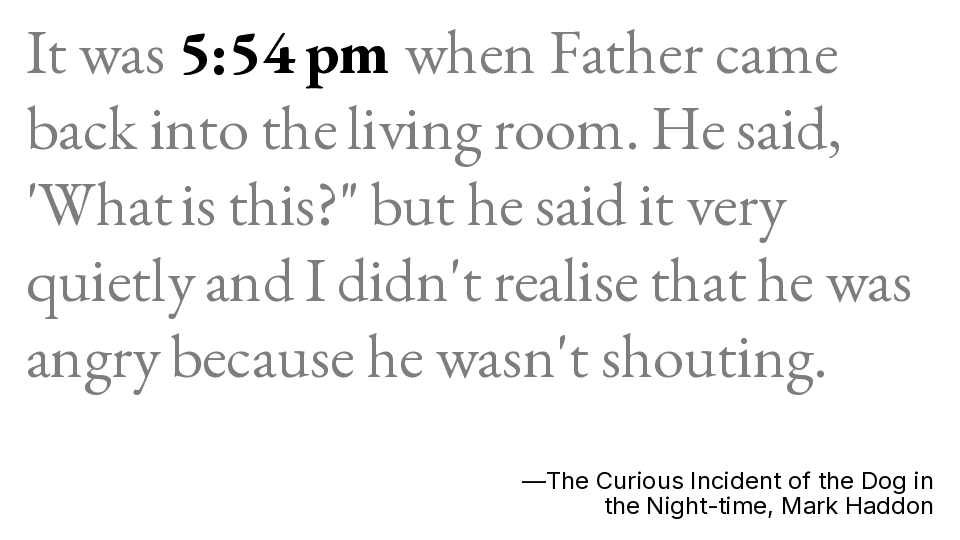 It was 5:54 pm when Father came
back into the living room. He said,
'What is this?" but he said it very
quietly and I didn't realise that he was
angry because he wasn't shouting.
—The Curious Incident of the Dog in
the Night-time, Mark Haddon